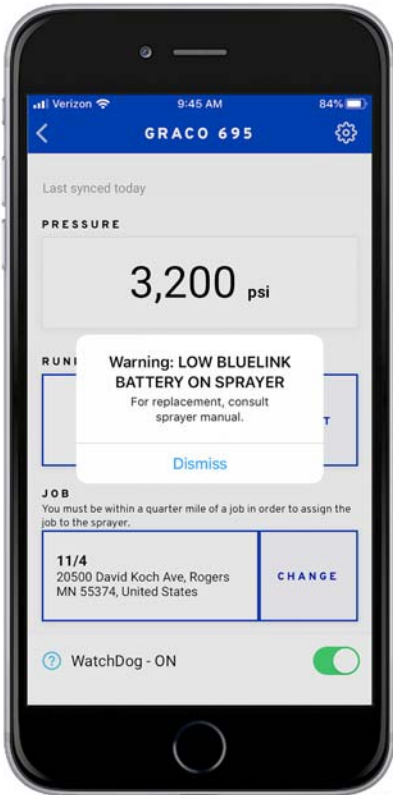 Verizon 9:45 AM 84%
GRACO 695
Last synced today
PRESSURE
3,200 psi
Warning: LOW BLUELINK
BATTERY ON SPRAYER
For replacement, consult
sprayer manual.
Dismiss
JOB
You must be within a quarter mile of a job in order to assign the
job to the sprayer.
11/4
20500 David Koch Ave, Rogers
MN 55374, United States
CHANGE
? WatchDog - ON